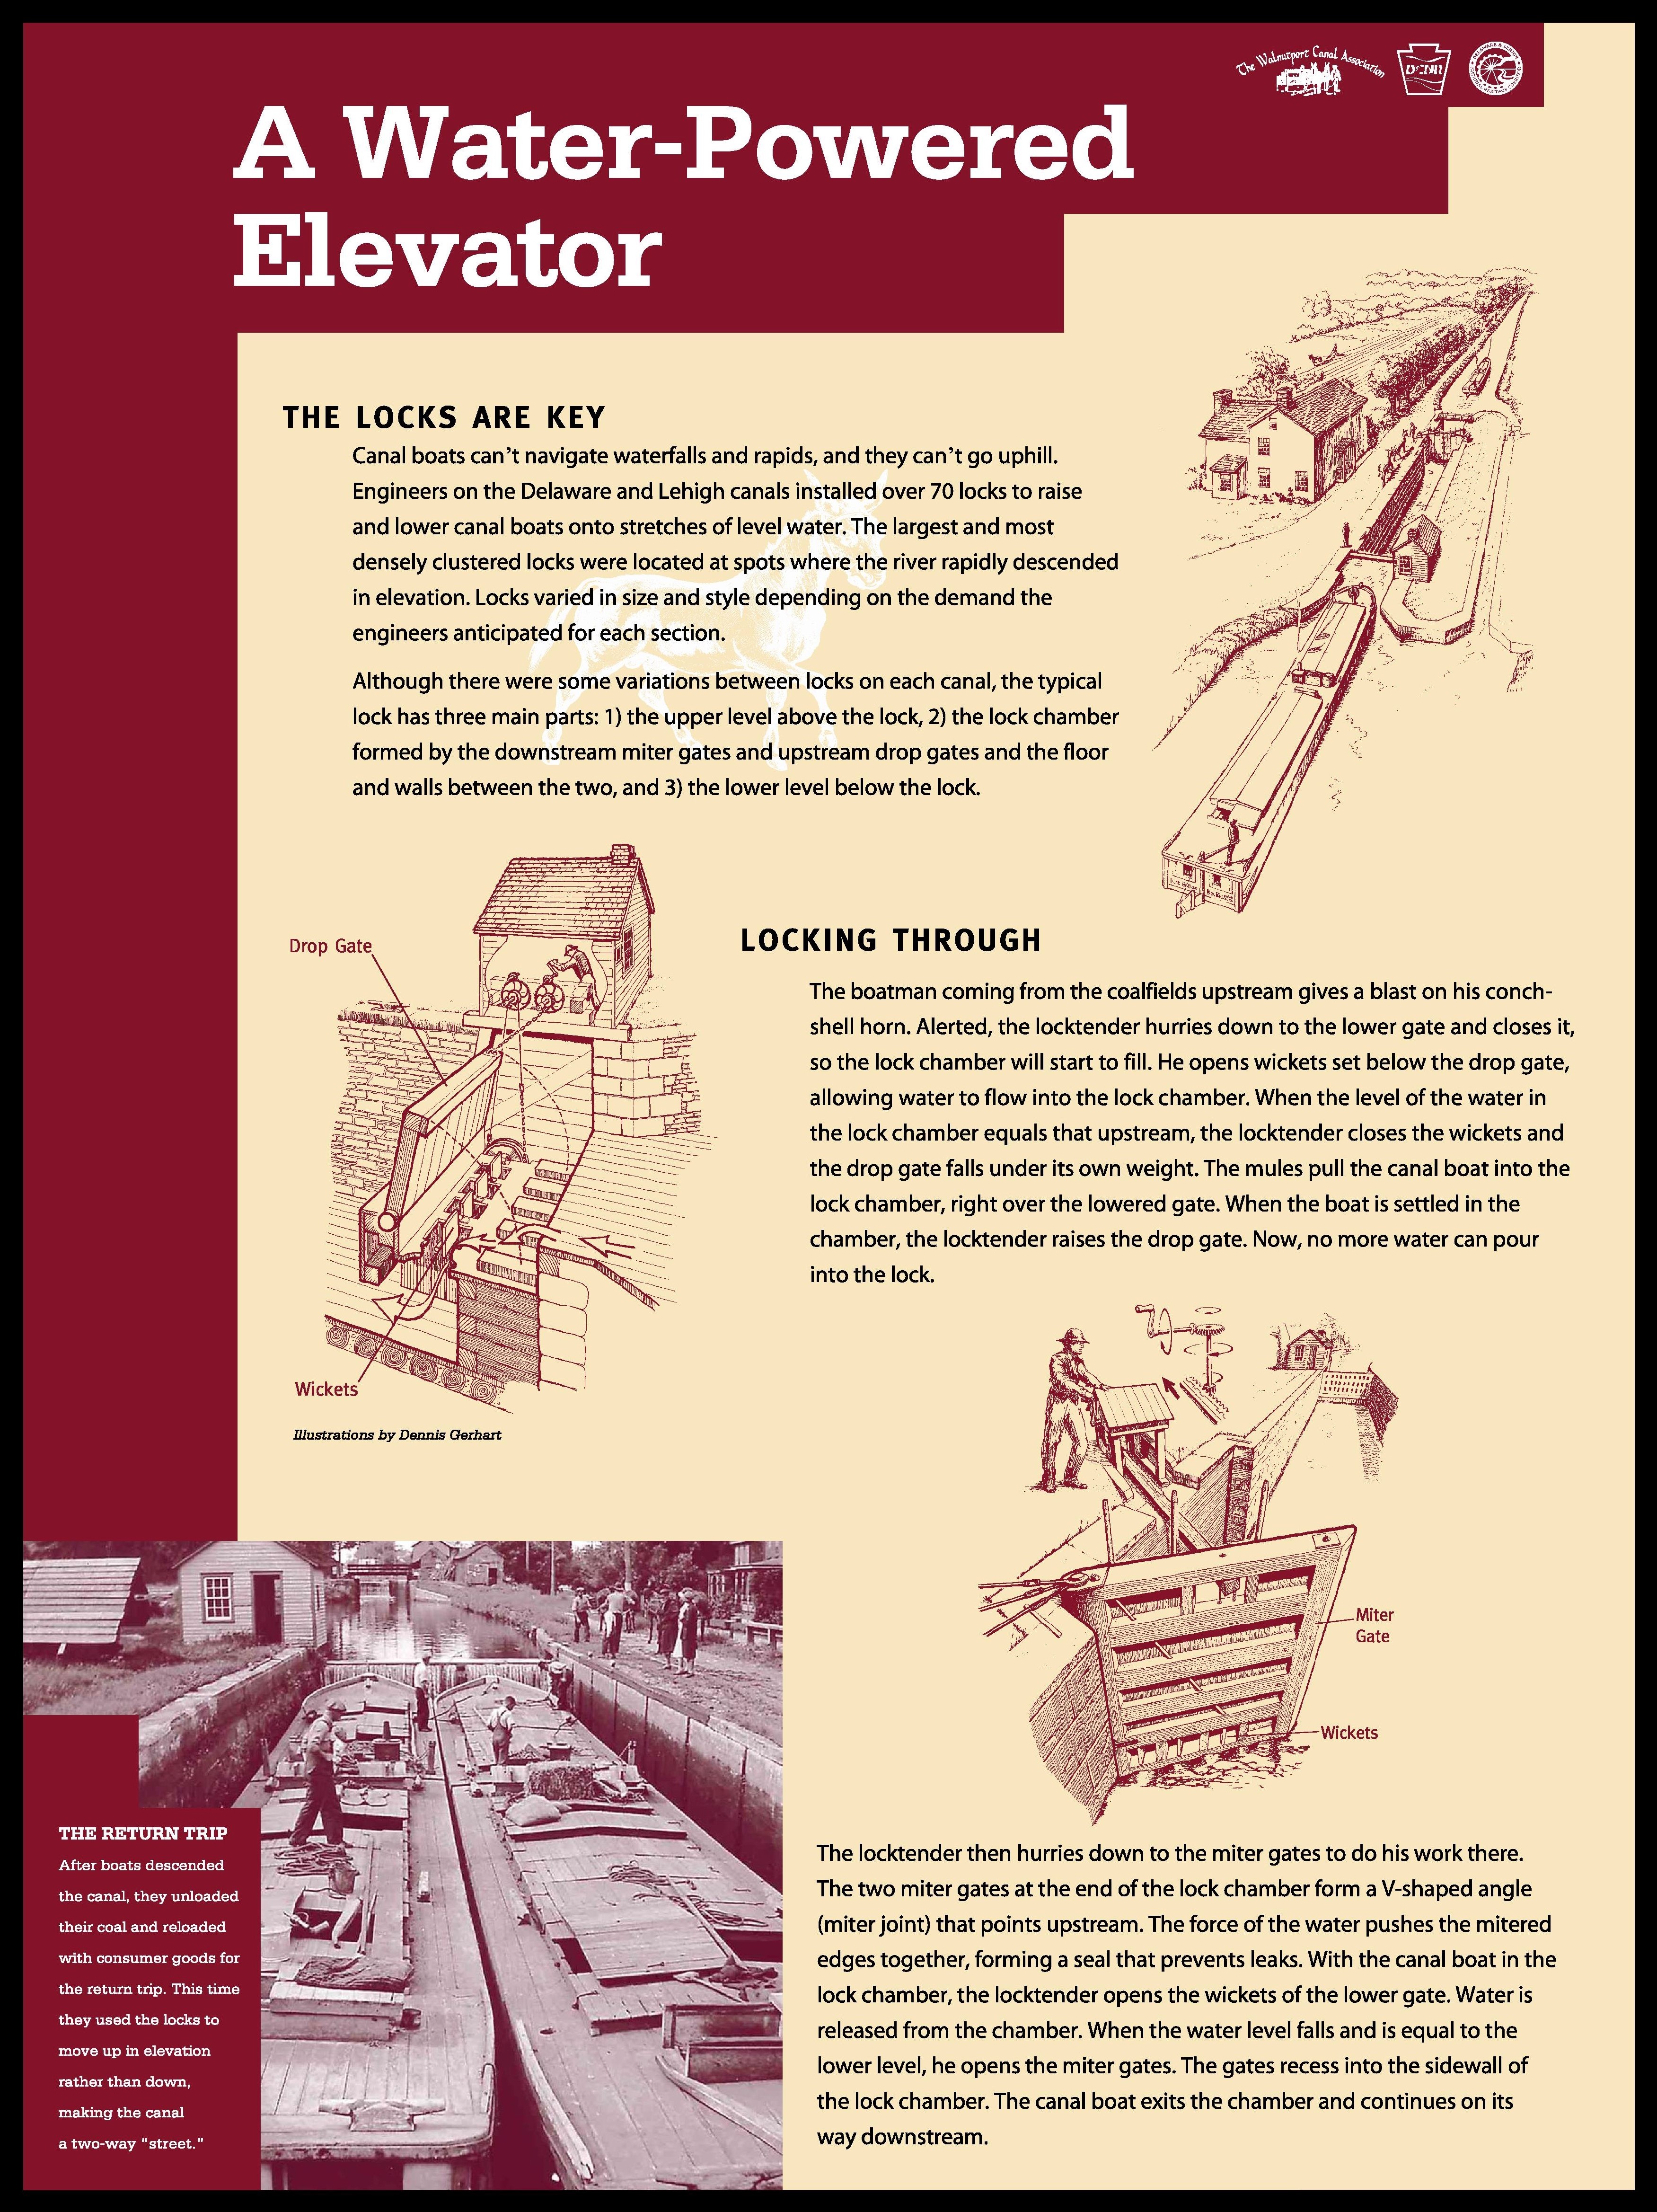 The Walnutport Canal Association
DCNR
A Water-Powered
Elevator
THE LOCKS ARE KEY
Canal boats can't navigate waterfalls and rapids, and they can't go uphill.
Engineers on the Delaware and Lehigh canals installed over 70 locks to raise
and lower canal boats onto stretches of level water. The largest and most
densely clustered locks were located at spots where the river rapidly descended
in elevation. Locks varied in size and style depending on the demand the
engineers anticipated for each section.
Although there were some variations between locks on each canal, the typical
lock has three main parts: 1) the upper level above the lock, 2) the lock chamber
formed by the downstream miter gates and upstream drop gates and the floor
and walls between the two, and 3) the lower level below the lock.
Drop Gate
Wickets
Illustrations by Dennis Gerhart
LOCKING THROUGH
The boatman coming from the coalfields upstream gives a blast on his conch-
shell horn. Alerted, the locktender hurries down to the lower gate and closes it,
so the lock chamber will start to fill. He opens wickets set below the drop gate,
allowing water to flow into the lock chamber. When the level of the water in
the lock chamber equals that upstream, the locktender closes the wickets and
the drop gate falls under its own weight. The mules pull the canal boat into the
lock chamber, right over the lowered gate. When the boat is settled in the
chamber, the locktender raises the drop gate. Now, no more water can pour
into the lock.
Miter
Gate
Wickets
The locktender then hurries down to the miter gates to do his work there.
The two miter gates at the end of the lock chamber form a V-shaped angle
(miter joint) that points upstream. The force of the water pushes the mitered
edges together, forming a seal that prevents leaks. With the canal boat in the
lock chamber, the locktender opens the wickets of the lower gate. Water is
released from the chamber. When the water level falls and is equal to the
lower level, he opens the miter gates. The gates recess into the sidewall of
the lock chamber. The canal boat exits the chamber and continues on its
way downstream.
THE RETURN TRIP
After boats descended
the canal, they unloaded
their coal and reloaded
with consumer goods for
the return trip. This time
they used the locks to
move up in elevation
rather than down,
making the canal
a two-way “street.”